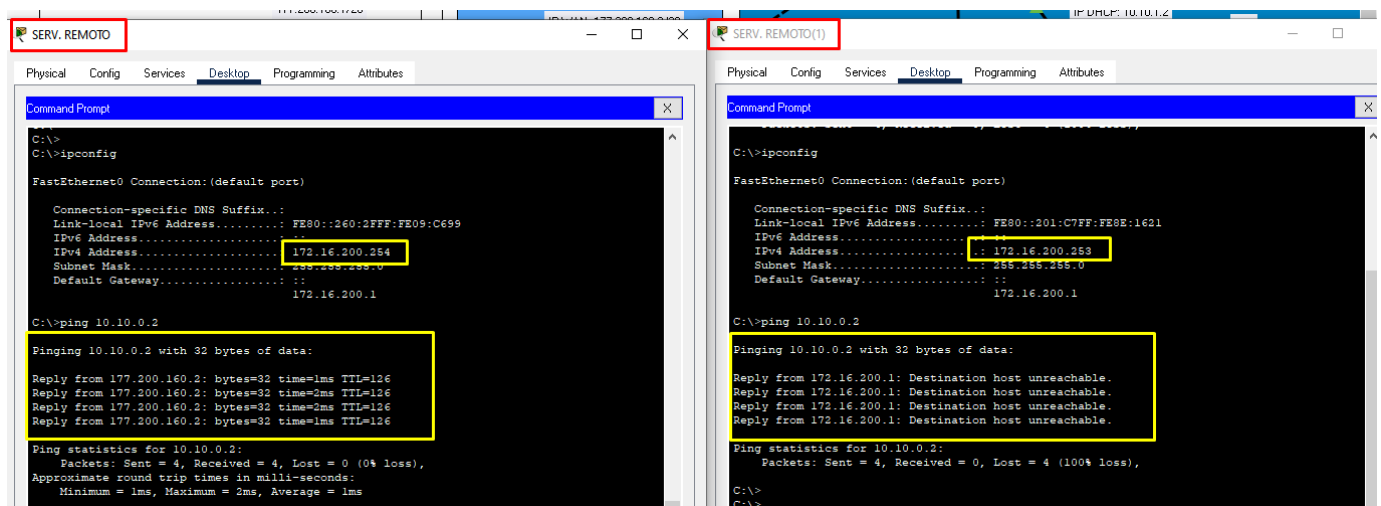 IP DHCP: 10.10.1.2
SERV. REMOTO
Physical Config Services Desktop Programming Attributes
Command Prompt
X
C:\>
C:\>ipconfig
FastEthernet0 Connection:(default port)
Connection-specific DNS Suffix..:
Link-local IPv6 Address.........: FE80::260:2FFF:FE09:C699
IPv6 Address....................: ::
IPv4 Address....................: 172.16.200.254
Subnet Mask.....................: 255.255.255.0
Default Gateway.................: ::
172.16.200.1
C:\>ping 10.10.0.2
Pinging 10.10.0.2 with 32 bytes of data:
Reply from 177.200.160.2: bytes=32 time=1ms TTL=126
Reply from 177.200.160.2: bytes=32 time=2ms TTL=126
Reply from 177.200.160.2: bytes=32 time=2ms TTL=126
Reply from 177.200.160.2: bytes=32 time=1ms TTL=126
Ping statistics for 10.10.0.2:
Packets: Sent = 4, Received = 4, Lost = 0 (0% loss),
Approximate round trip times in milli-seconds:
Minimum = 1ms, Maximum = 2ms, Average = 1ms
SERV. REMOTO(1)
Physical Config Services Desktop Programming Attributes
Command Prompt
X
C:\>ipconfig
FastEthernet0 Connection:(default port)
Connection-specific DNS Suffix..:
Link-local IPv6 Address.........: FE80::201:C7FF:FE8E:1621
IPv6 Address....................: ::
IPv4 Address....................: 172.16.200.253
Subnet Mask.....................: 255.255.255.0
Default Gateway.................: ::
172.16.200.1
C:\>ping 10.10.0.2
Pinging 10.10.0.2 with 32 bytes of data:
Reply from 172.16.200.1: Destination host unreachable.
Reply from 172.16.200.1: Destination host unreachable.
Reply from 172.16.200.1: Destination host unreachable.
Reply from 172.16.200.1: Destination host unreachable.
Ping statistics for 10.10.0.2:
Packets: Sent = 4, Received = 0, Lost = 4 (100% loss),
C:\>
C:\>